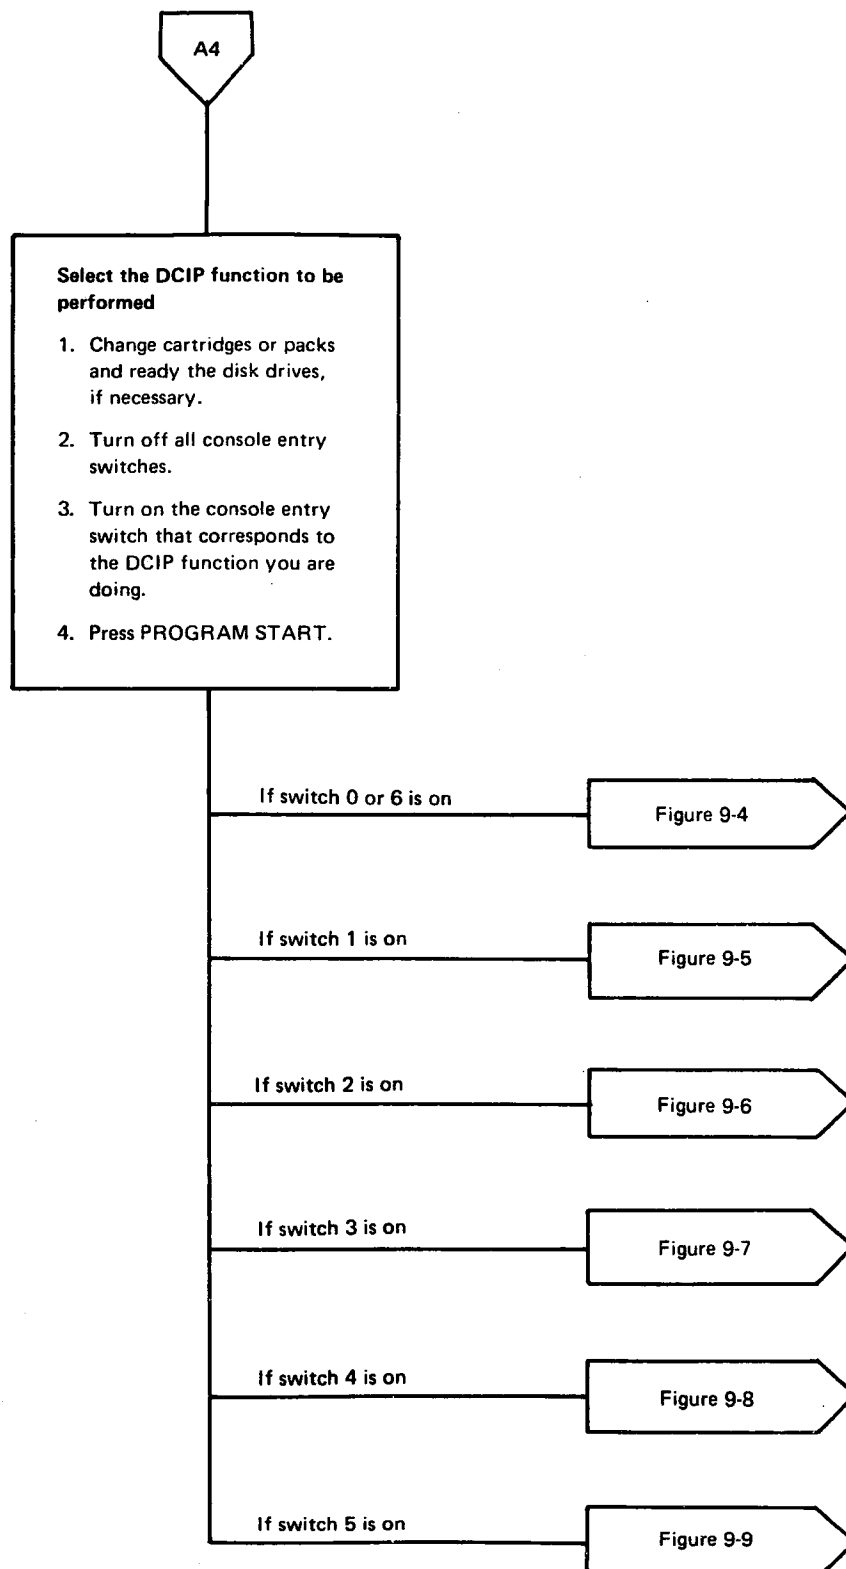 A4
Select the DCIP function to be
performed
1. Change cartridges or packs
and ready the disk drives,
if necessary.
2. Turn off all console entry
switches.
3. Turn on the console entry
switch that corresponds to
the DCIP function you are
doing.
4. Press PROGRAM START.
If switch 0 or 6 is on
Figure 9-4
If switch 1 is on
Figure 9-5
If switch 2 is on
Figure 9-6
If switch 3 is on
Figure 9-7
If switch 4 is on
Figure 9-8
If switch 5 is on
Figure 9-9